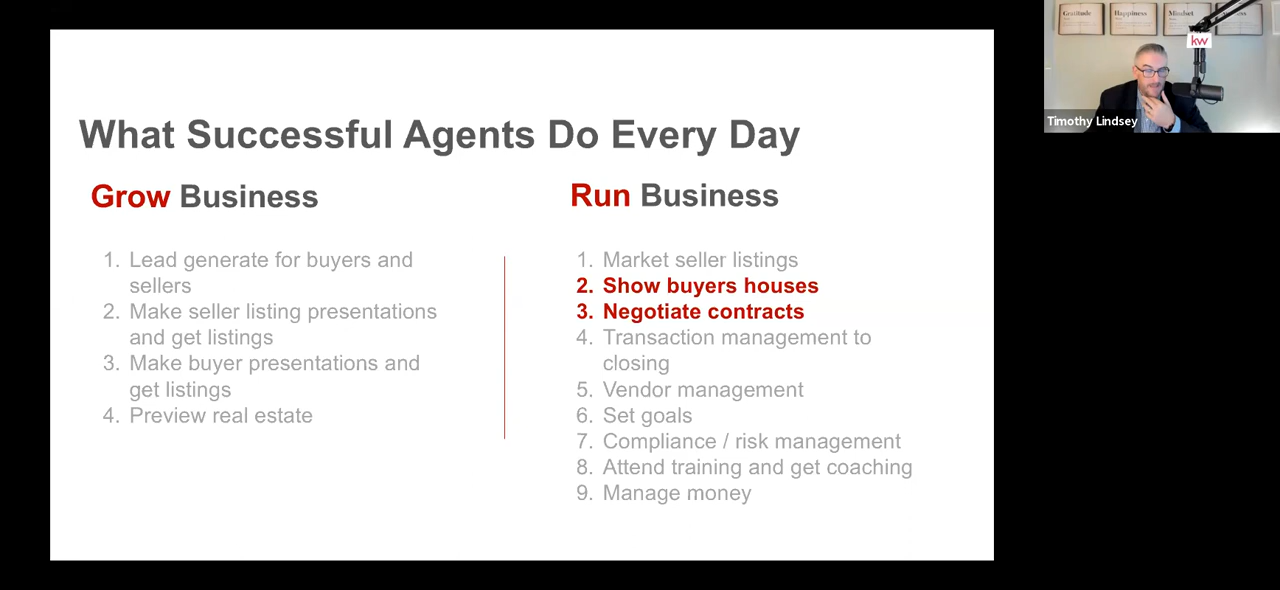 What Successful Agents Do Every Day
Grow Business
1. Lead generate for buyers and
sellers
2. Make seller listing presentations
and get listings
3. Make buyer presentations and
get listings
4. Preview real estate
Run Business
1. Market seller listings
2. Show buyers houses
3. Negotiate contracts
4. Transaction management to
closing
5. Vendor management
6. Set goals
7. Compliance / risk management
8. Attend training and get coaching
9. Manage money
Gratitude
Happiness
Mindset
kw
Timothy Lindsey